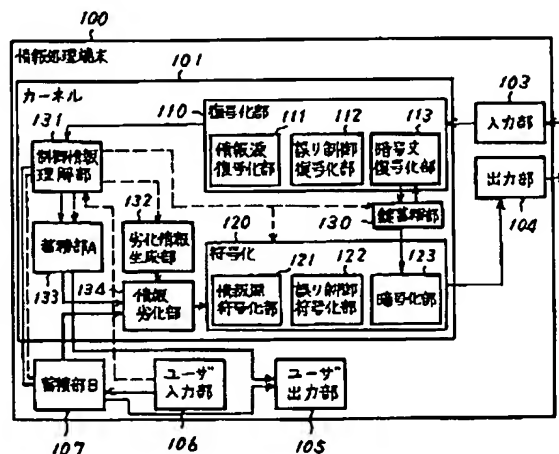 100
情報処理端末
101
カーネル
131
制御情報
理解部
110
復号化部
111
情報源
復号化部
112
誤り制御
復号化部
113
暗号文
復号化部
103
入力部
出力部
104
132
劣化情報
生成部
130
鍵蓄積部
蓄積部A
133
134
情報
劣化部
120
符号化
121
情報源
符号化部
122
誤り制御
符号化部
123
暗号化部
蓄積部B
107
ユーザ
入力部
106
ユーザ
出力部
105